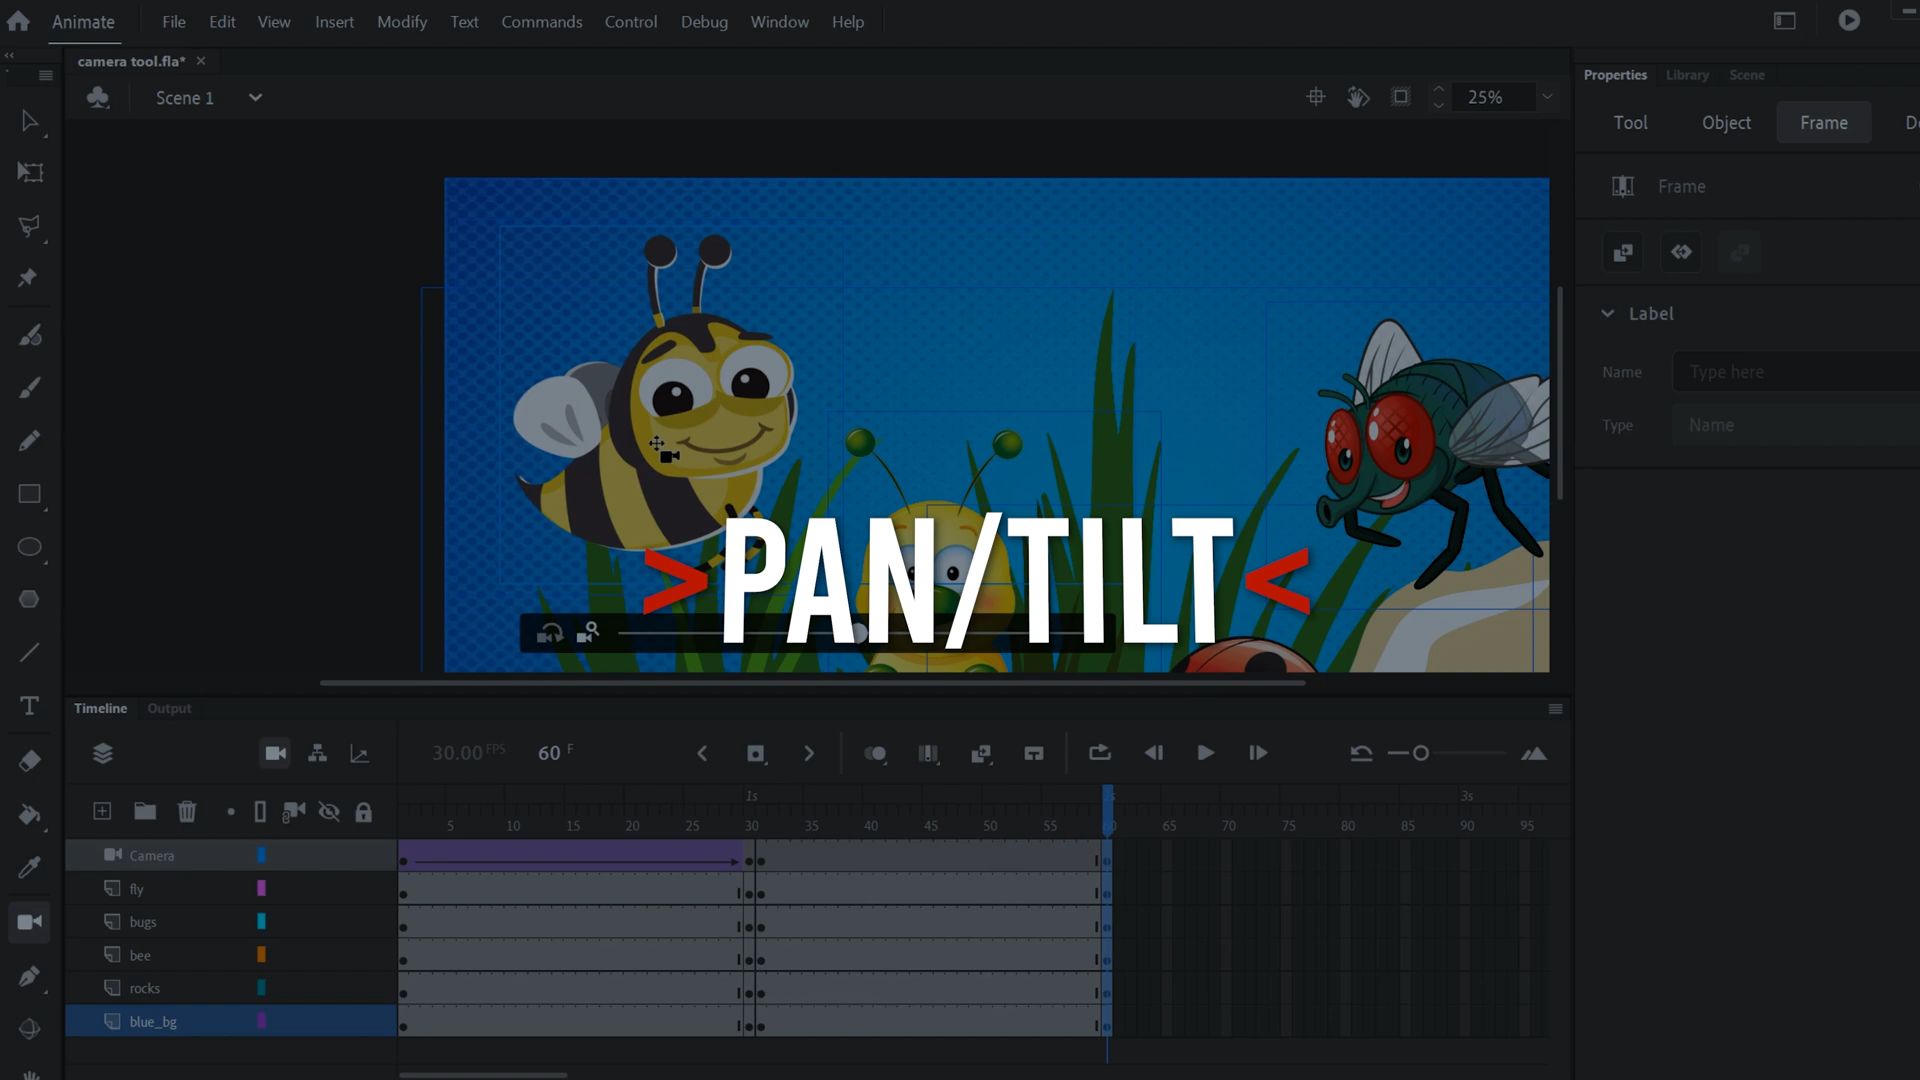 Animate File Edit View Insert Modify Text Commands Control Debug Window Help
camera tool.fla*
Properties Library Scene
Scene 1
25%
Tool Object Frame
Frame
>PAN/TILT<
Label
Name Type here
Type Name
Timeline Output
30.00 FPS 60 F
1s 3s
5 10 15 20 25 30 35 40 45 50 55 60 65 70 75 80 85 90 95
Camera
fly
bugs
bee
rocks
blue_bg